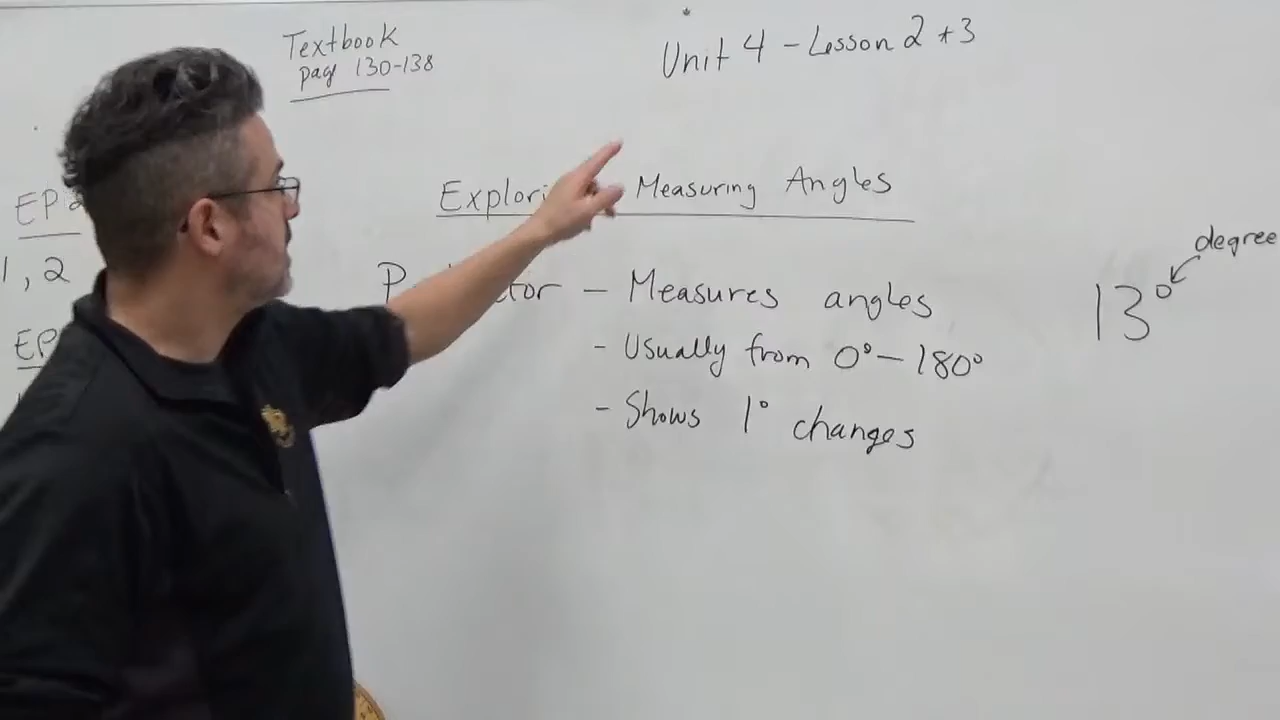 Textbook
pag 130-138
Unit 4 - Lesson 2 + 3
Measuring Angles
- Measures angles
- Usually from 0° - 180°
- Shows 1° changes
13°
degree
EP
1, 2
EP